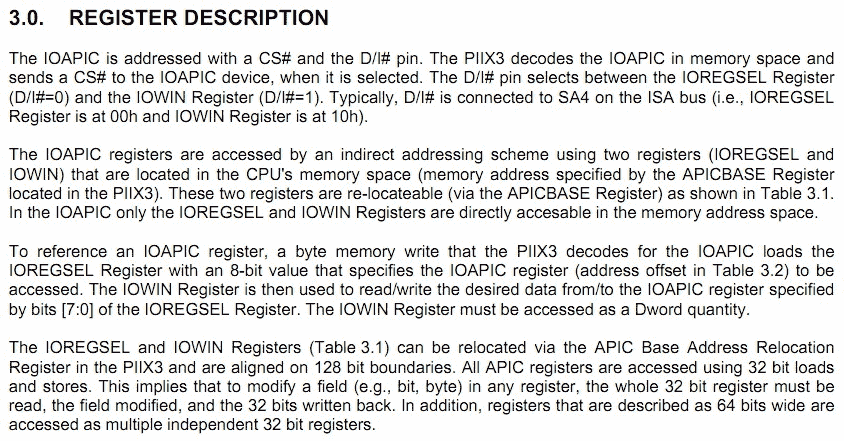 3.0. REGISTER DESCRIPTION
The IOAPIC is addressed with a CS# and the D/I# pin. The PIIX3 decodes the IOAPIC in memory space and
sends a CS# to the IOAPIC device, when it is selected. The D/I# pin selects between the IOREGSEL Register
(D/I#=0) and the IOWIN Register (D/I#=1). Typically, D/I# is connected to SA4 on the ISA bus (i.e., IOREGSEL
Register is at 00h and IOWIN Register is at 10h).
The IOAPIC registers are accessed by an indirect addressing scheme using two registers (IOREGSEL and
IOWIN) that are located in the CPU's memory space (memory address specified by the APICBASE Register
located in the PIIX3). These two registers are re-locateable (via the APICBASE Register) as shown in Table 3.1.
In the IOAPIC only the IOREGSEL and IOWIN Registers are directly accesable in the memory address space.
To reference an IOAPIC register, a byte memory write that the PIIX3 decodes for the IOAPIC loads the
IOREGSEL Register with an 8-bit value that specifies the IOAPIC register (address offset in Table 3.2) to be
accessed. The IOWIN Register is then used to read/write the desired data from/to the IOAPIC register specified
by bits [7:0] of the IOREGSEL Register. The IOWIN Register must be accessed as a Dword quantity.
The IOREGSEL and IOWIN Registers (Table 3.1) can be relocated via the APIC Base Address Relocation
Register in the PIIX3 and are aligned on 128 bit boundaries. All APIC registers are accessed using 32 bit loads
and stores. This implies that to modify a field (e.g., bit, byte) in any register, the whole 32 bit register must be
read, the field modified, and the 32 bits written back. In addition, registers that are described as 64 bits wide are
accessed as multiple independent 32 bit registers.